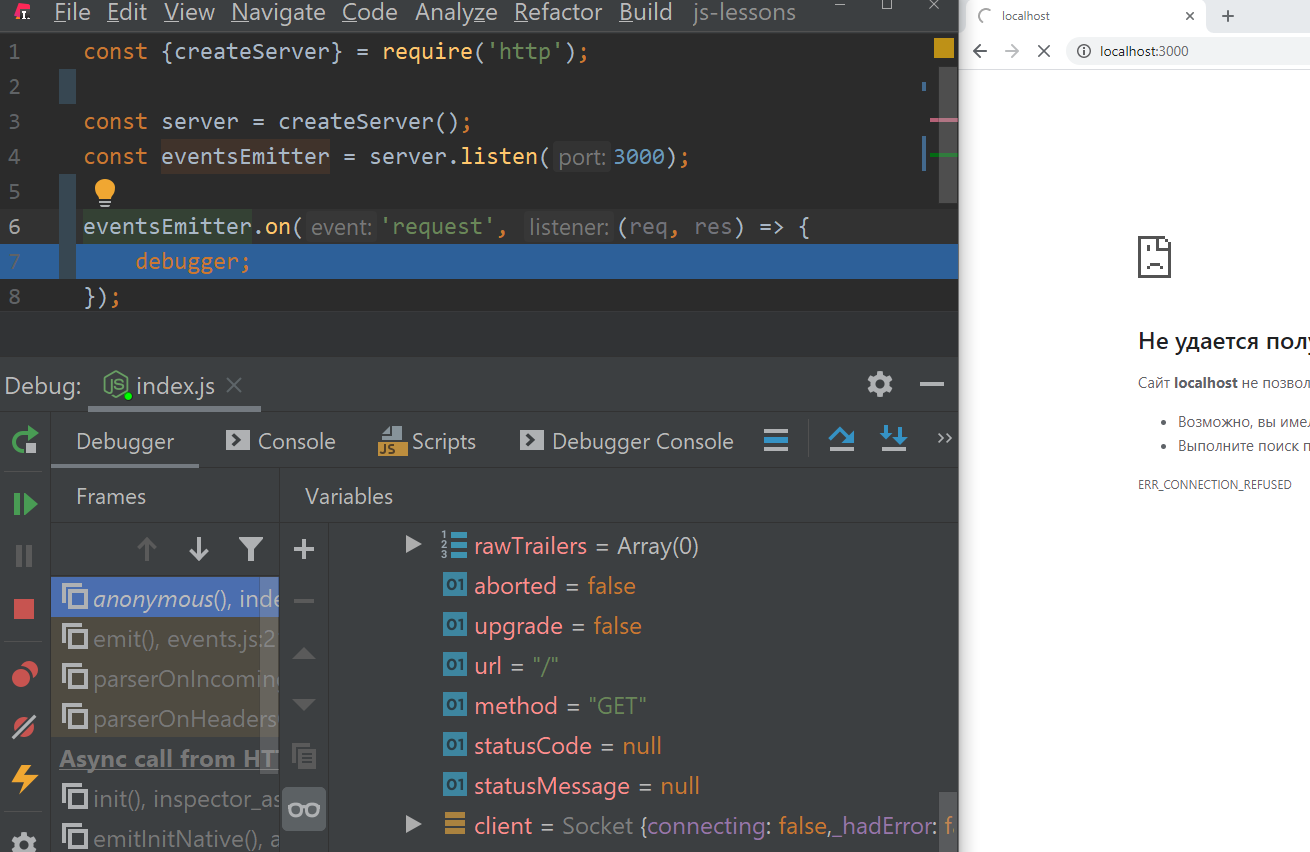 File Edit View Navigate Code Analyze Refactor Build js-lessons
1 const {createServer} = require('http');
2
3 const server = createServer();
4 const eventsEmitter = server.listen( port: 3000);
5
6 eventsEmitter.on( event: 'request', listener: (req, res) => {
7 debugger;
8 });
Debug: index.js
Debugger Console Scripts Debugger Console
Frames Variables
anonymous(), inde
emit(), events.js:2
parserOnIncoming
parserOnHeaders
Async call from HT
init(), inspector_as
emitInitNative(), a
rawTrailers = Array(0)
aborted = false
upgrade = false
url = "/"
method = "GET"
statusCode = null
statusMessage = null
client = Socket {connecting: false,_hadError: f
localhost
localhost:3000
Не удается полу
Сайт localhost не позвол
Возможно, вы имел
Выполните поиск п
ERR_CONNECTION_REFUSED